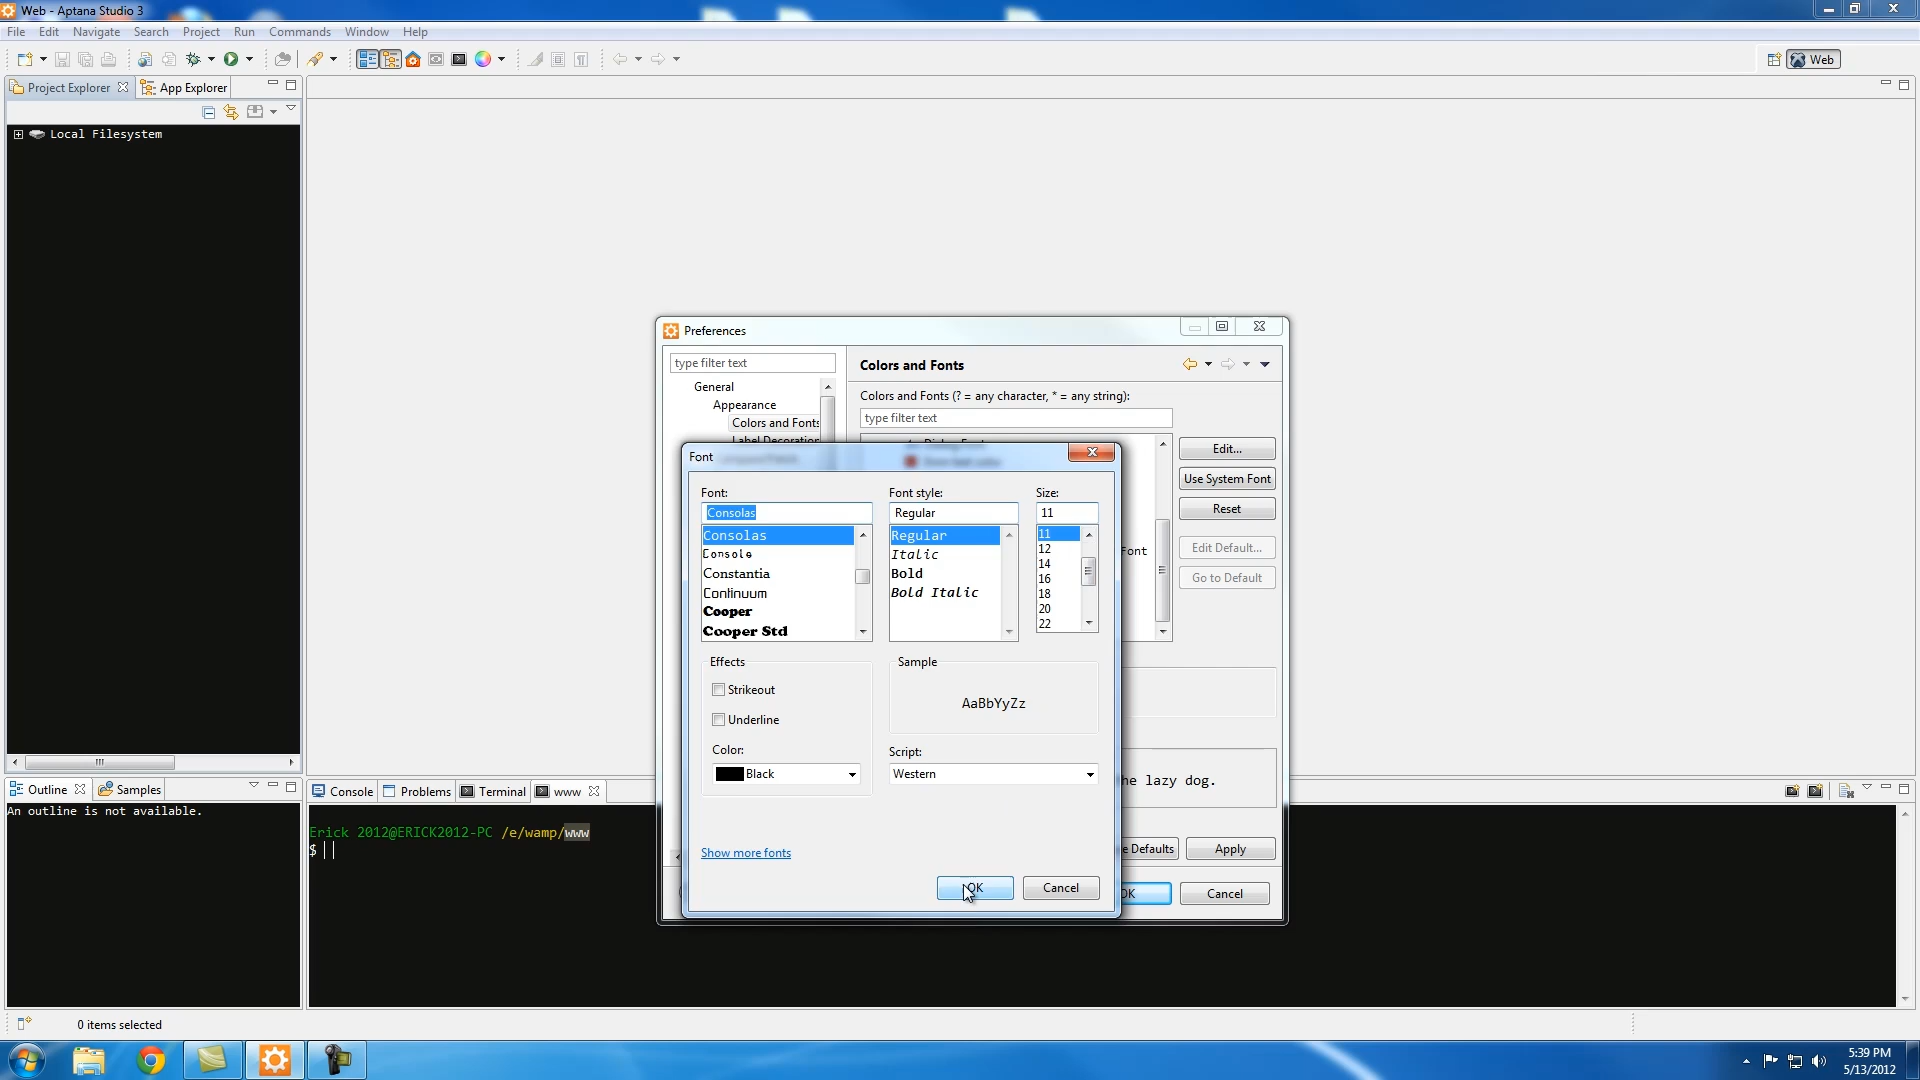 Web - Aptana Studio 3
File Edit Navigate Search Project Run Commands Window Help
Web
Project Explorer App Explorer
Local Filesystem
Preferences
type filter text
General
Appearance
Colors and Fonts
Label Decoration
Colors and Fonts
Colors and Fonts (? = any character, * = any string):
type filter text
Font
Edit...
Use System Font
Reset
Edit Default...
Go to Default
he lazy dog.
e Defaults Apply
OK Cancel
Font
Font: Font style: Size:
Consolas Regular 11
Consolas
Console
Constantia
Continuum
Cooper
Cooper Std
Regular
Italic
Bold
Bold Italic
11
12
14
16
18
20
22
Effects
Strikeout
Underline
Color:
Black
Sample
AaBbYyZz
Script:
Western
Show more fonts
OK Cancel
Outline Samples
An outline is not available.
Console Problems Terminal www
Erick 2012@ERICK2012-PC /e/wamp/www
$
0 items selected
5:39 PM
5/13/2012